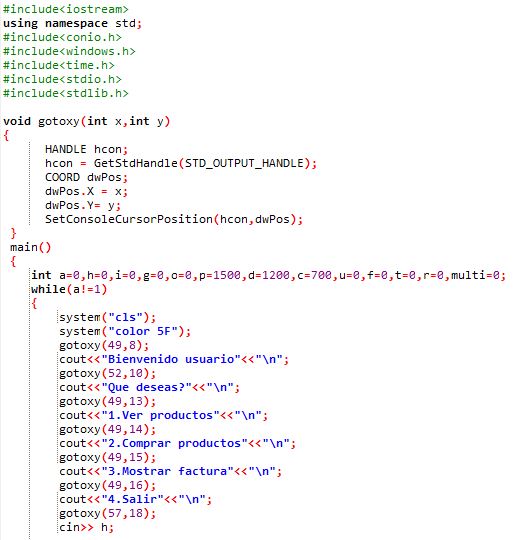 #include<iostream>
using namespace std;
#include<conio.h>
#include<windows.h>
#include<time.h>
#include<stdio.h>
#include<stdlib.h>
void gotoxy(int x,int y)
{
HANDLE hcon;
hcon = GetStdHandle(STD_OUTPUT_HANDLE);
COORD dwPos;
dwPos.X = x;
dwPos.Y= y;
SetConsoleCursorPosition(hcon,dwPos);
}
main()
{
int a=0,h=0,i=0,g=0,o=0,p=1500,d=1200,c=700,u=0,f=0,t=0,r=0,multi=0;
while(a!=1)
{
system("cls");
system("color 5F");
gotoxy(49,8);
cout<<"Bienvenido usuario"<<"\n";
gotoxy(52,10);
cout<<"Que deseas?"<<"\n";
gotoxy(49,13);
cout<<"1.Ver productos"<<"\n";
gotoxy(49,14);
cout<<"2.Comprar productos"<<"\n";
gotoxy(49,15);
cout<<"3.Mostrar factura"<<"\n";
gotoxy(49,16);
cout<<"4.Salir"<<"\n";
gotoxy(57,18);
cin>> h;